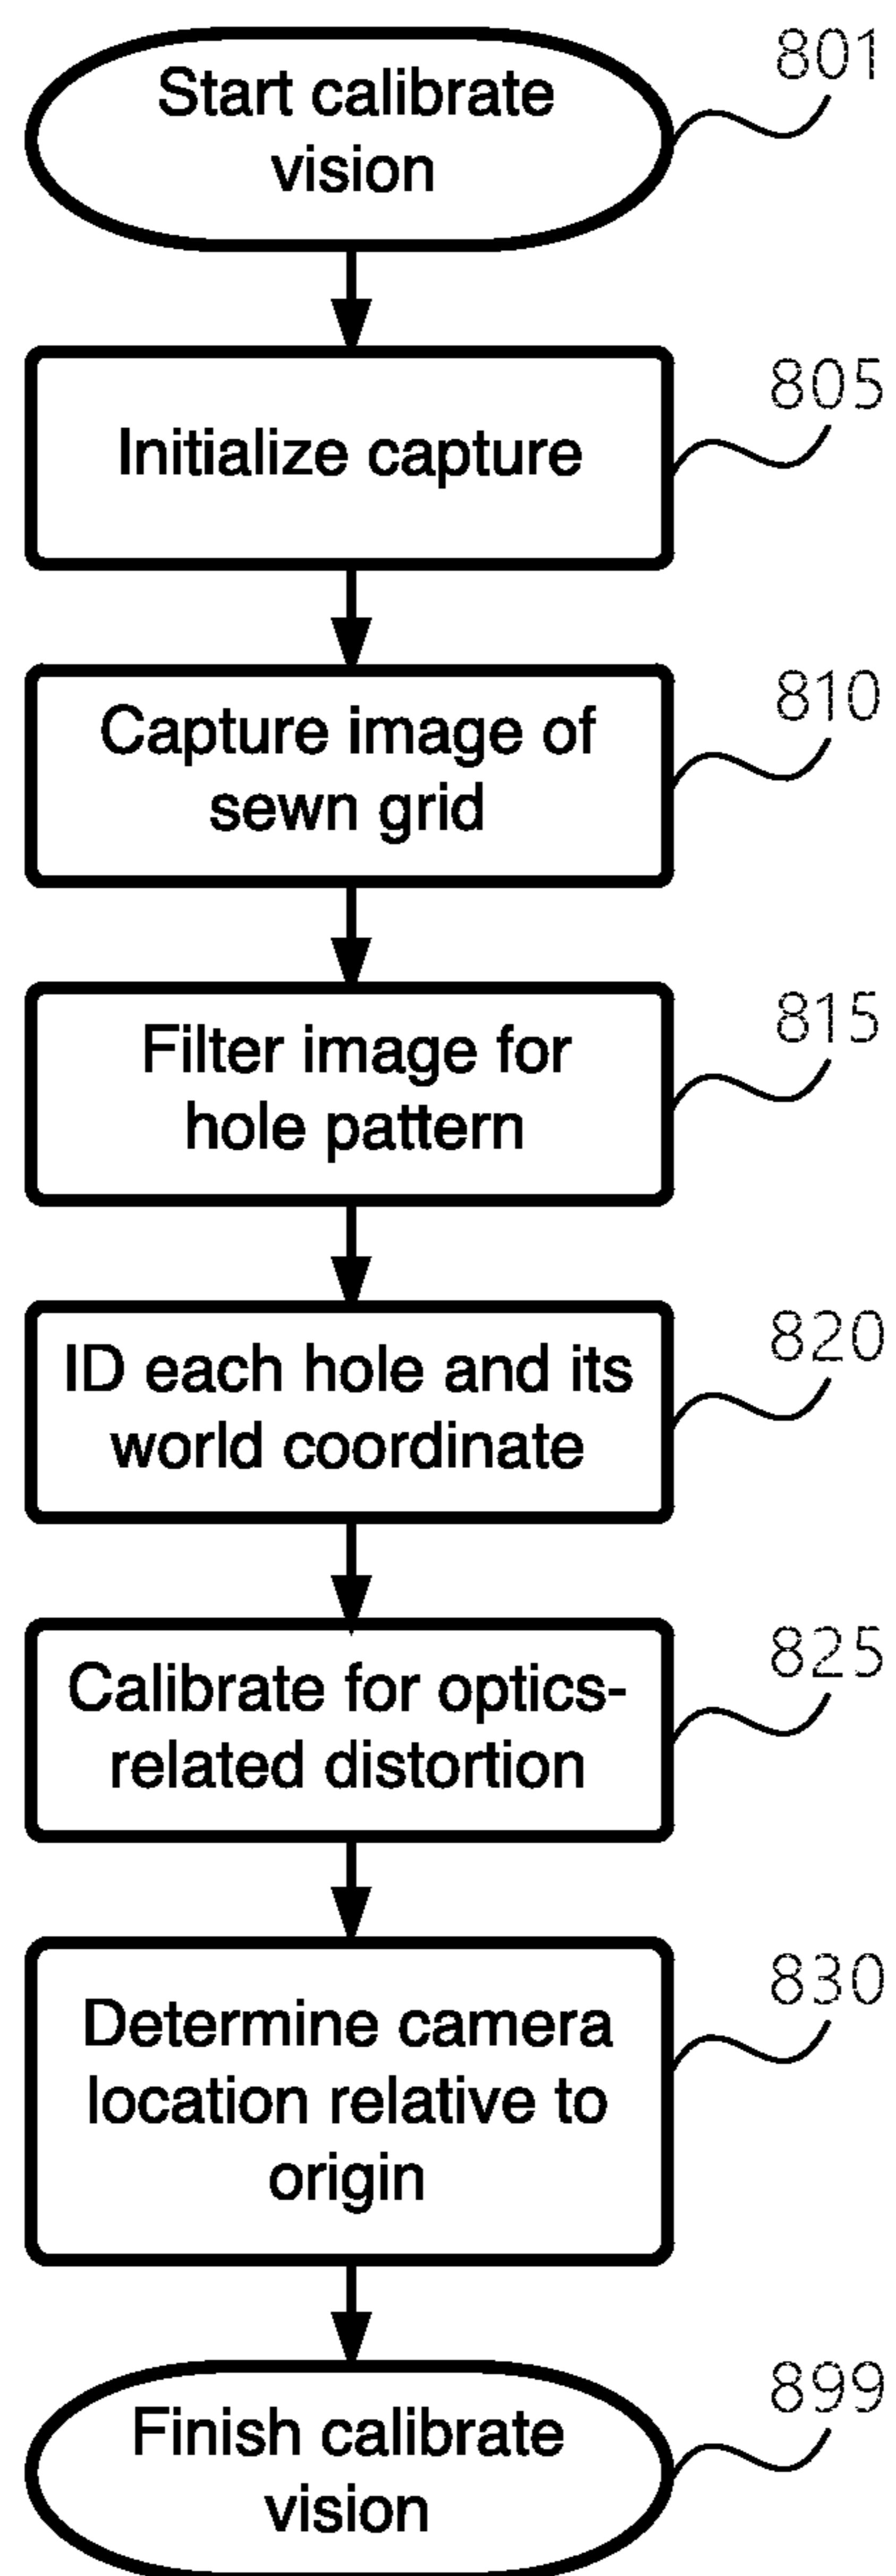 801
Start calibrate
vision
805
Initialize capture
810
Capture image of
sewn grid
815
Filter image for
hole pattern
820
ID each hole and its
world coordinate
825
Calibrate for optics-
related distortion
830
Determine camera
location relative to
origin
899
Finish calibrate
vision